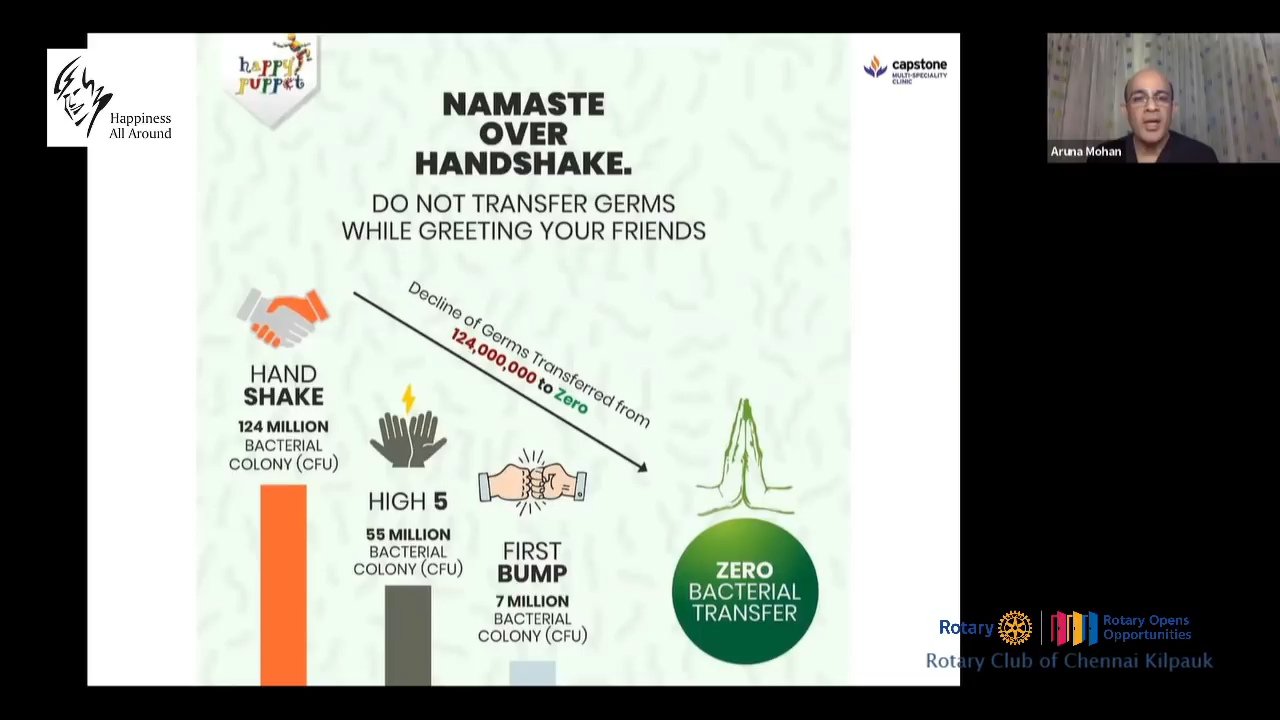 happy
puppet
Happiness
All Around
capstone
MULTI-SPECIALITY
CLINIC
NAMASTE
OVER
HANDSHAKE.
DO NOT TRANSFER GERMS
WHILE GREETING YOUR FRIENDS
Aruna Mohan
Decline of Germs Transferred from
124,000,000 to Zero
HAND
SHAKE
124 MILLION
BACTERIAL
COLONY (CFU)
HIGH 5
55 MILLION
BACTERIAL
COLONY (CFU)
FIRST
BUMP
7 MILLION
BACTERIAL
COLONY (CFU)
ZERO
BACTERIAL
TRANSFER
Rotary
Rotary Opens
Opportunities
Rotary Club of Chennai Kilpauk